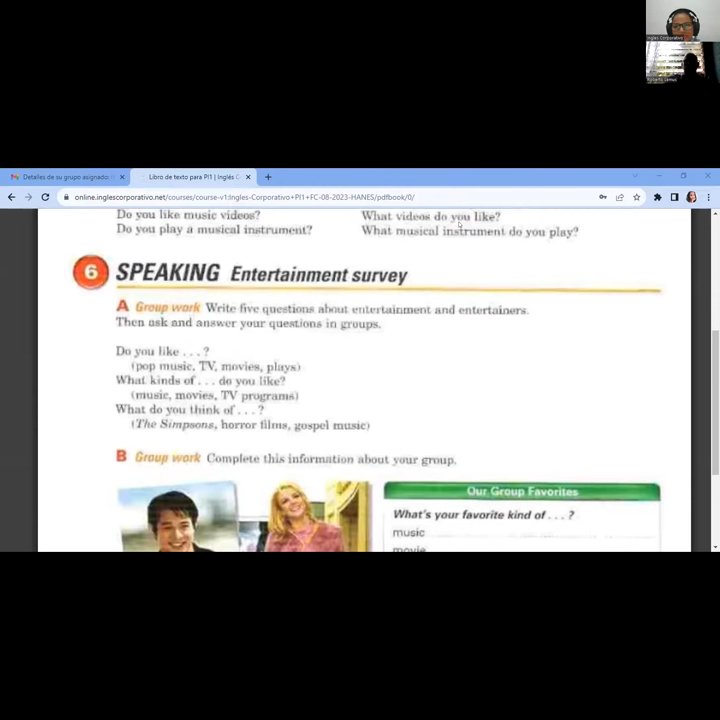 Ingles Corporativo
Detalles de su grupo asignado:
Libro de texto para PI1 | Inglés
online.inglescorporativo.net/courses/course-v1:Ingles-Corporativo+PI1+FC-08-2023-HANES/pdfbook/0/
Do you like music videos?
What videos do you like?
Do you play a musical instrument?
What musical instrument do you play?
6 SPEAKING Entertainment survey
A Group work Write five questions about entertainment and entertainers.
Then ask and answer your questions in groups.
Do you like . . . ?
(pop music, TV, movies, plays)
What kinds of . . . do you like?
(music, movies, TV programs)
What do you think of . . . ?
(The Simpsons, horror films, gospel music)
B Group work Complete this information about your group.
Our Group Favorites
What's your favorite kind of . . . ?
music
movie